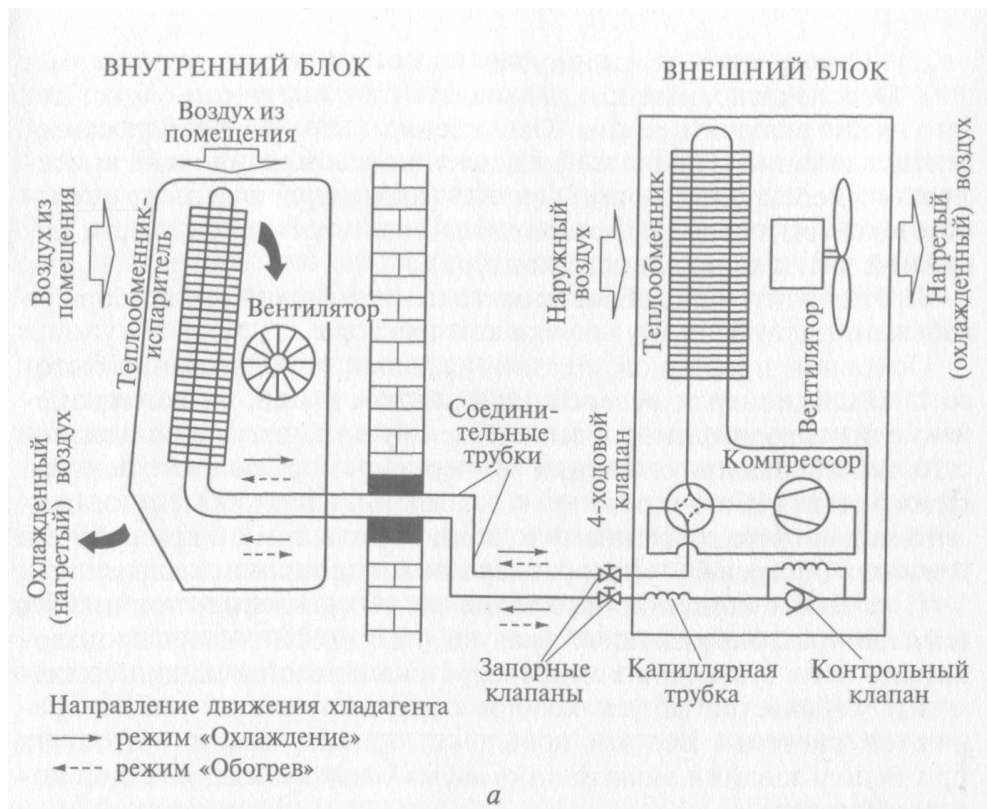 ВНУТРЕННИЙ БЛОК
ВНЕШНИЙ БЛОК
Воздух из
помещения
Воздух из
помещения
Теплообменник
испаритель
Вентилятор
Охлажденный
(нагретый) воздух
Наружный
воздух
Теплообменник
Вентилятор
Нагретый
(охлажденный) воздух
Соедини-
тельные
трубки
4-ходовой
клапан
Компрессор
Запорные
клапаны
Капиллярная
трубка
Контрольный
клапан
Направление движения хладагента
режим «Охлаждение»
режим «Обогрев»
а